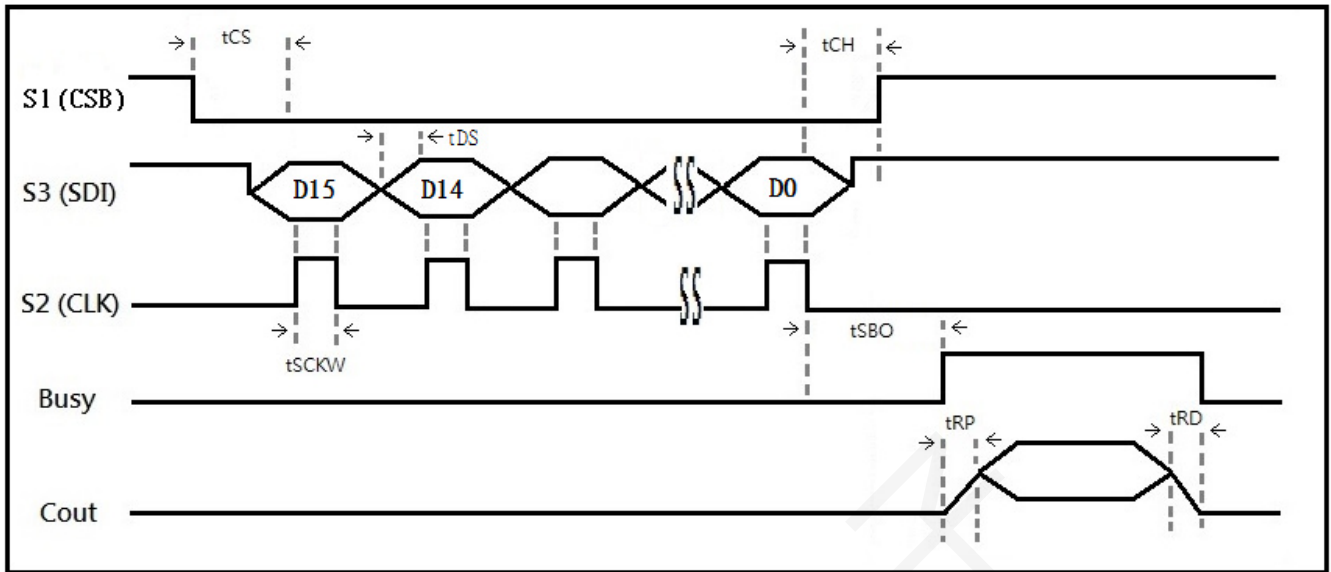 tCS
tCH
S1 (CSB)
tDS
S3 (SDI)
D15
D14
D0
S2 (CLK)
tSCKW
tSBO
Busy
tRP
tRD
Cout